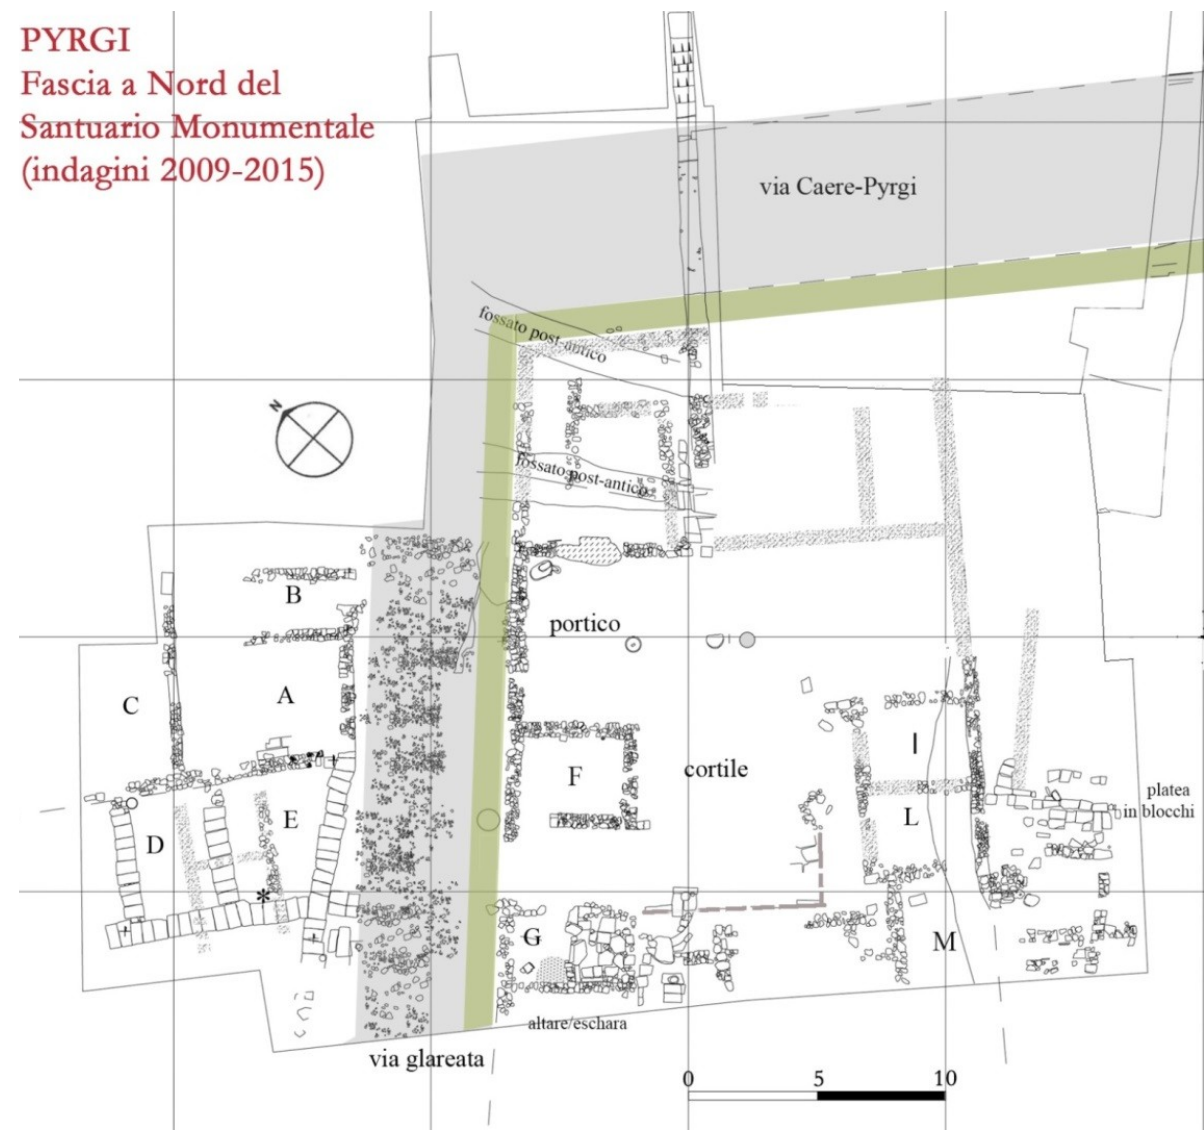 PYRGI
Fascia a Nord del
Santuario Monumentale
(indagini 2009-2015)
via Caere-Pyrgi
fossato post-antico
N
fossato post-antico
B
portico
C
A
I
F
cortile
platea
in blocchi
L
E
D
*
G
M
altare/eschara
via glareata
0 5 10